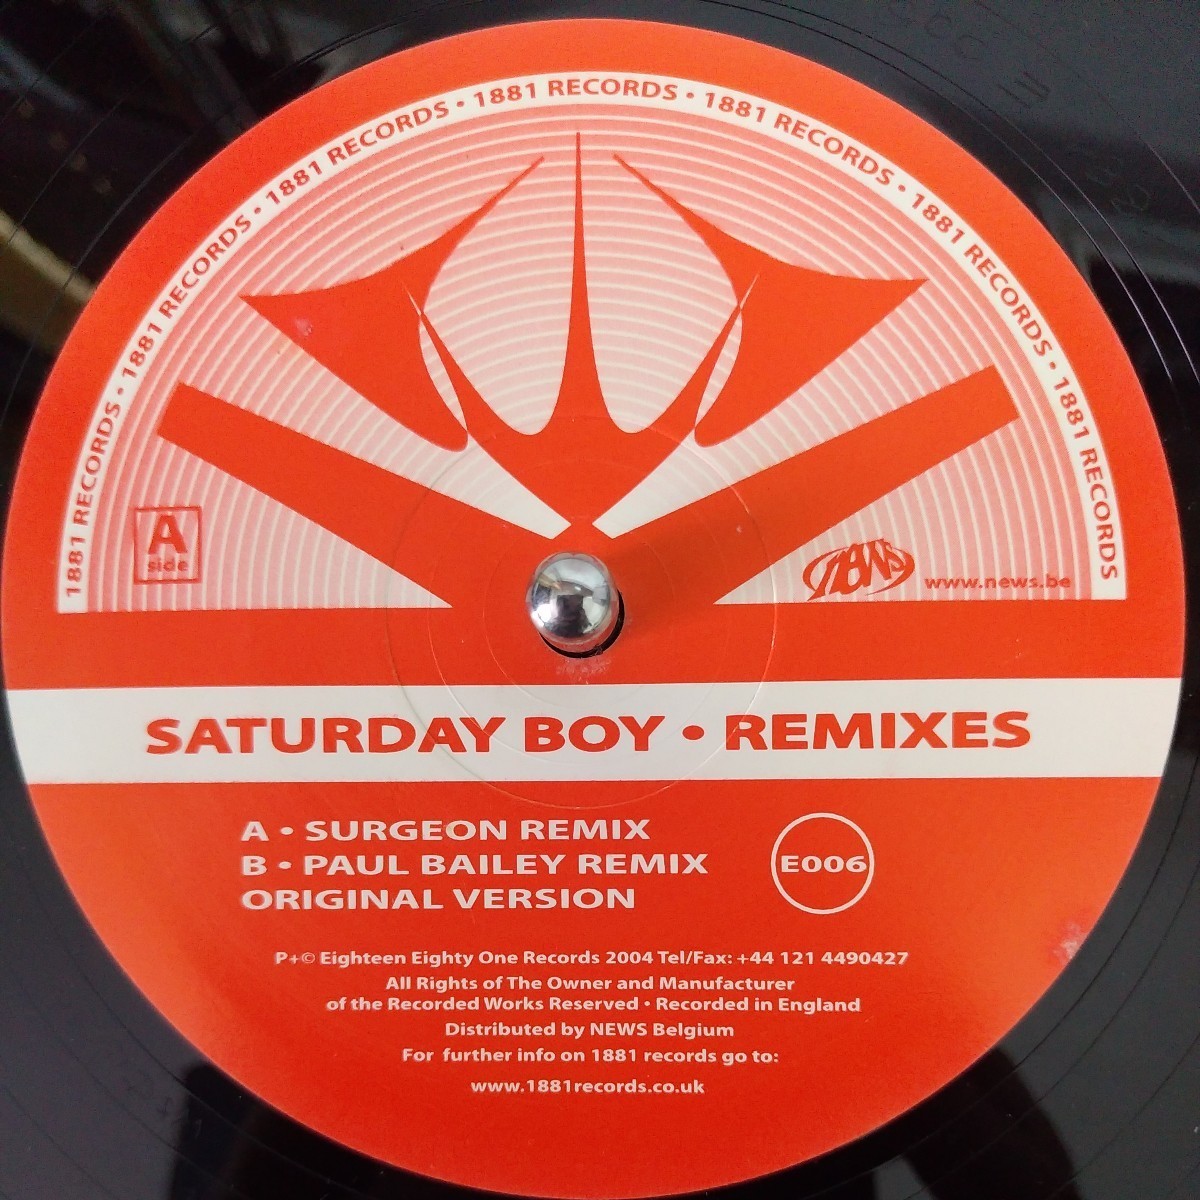 1881 RECORDS • 1881 RECORDS • 1881 RECORDS • 1881 RECORDS • 1881 RECORDS • 1881 RECORDS • 1881 RECORDS
A
side
NEWS
www.news.be
SATURDAY BOY • REMIXES
A • SURGEON REMIX
B • PAUL BAILEY REMIX
ORIGINAL VERSION
E006
P+© Eighteen Eighty One Records 2004 Tel/Fax: +44 121 4490427
All Rights of The Owner and Manufacturer
of the Recorded Works Reserved • Recorded in England
Distributed by NEWS Belgium
For further info on 1881 records go to:
www.1881records.co.uk